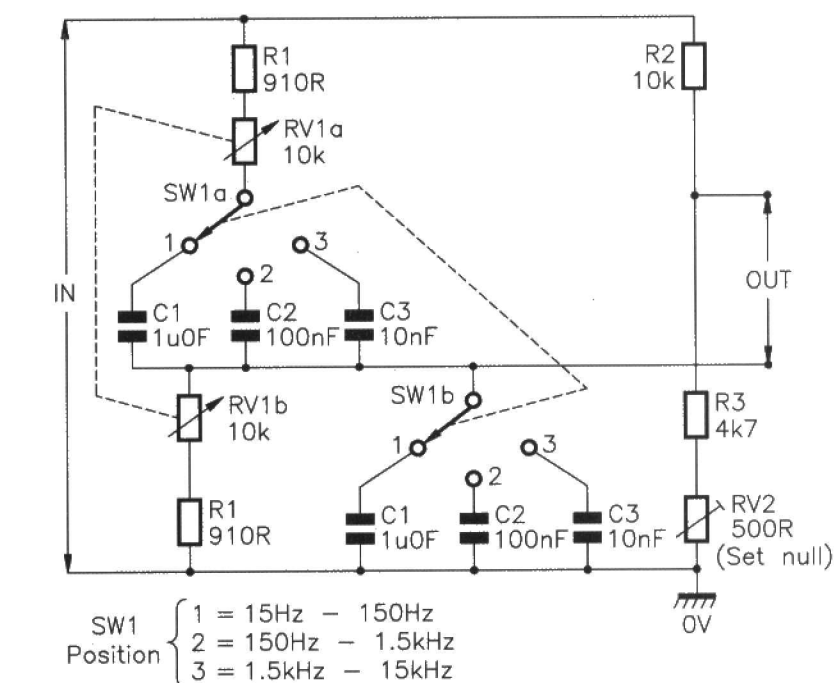 R1
910R
R2
10k
RV1a
10k
SW1a
1
3
2
IN
OUT
C1
1u0F
C2
100nF
C3
10nF
RV1b
10k
SW1b
1
3
2
R3
4k7
R1
910R
C1
1u0F
C2
100nF
C3
10nF
RV2
500R
(Set null)
0V
SW1
Position
1 = 15Hz – 150Hz
2 = 150Hz – 1.5kHz
3 = 1.5kHz – 15kHz